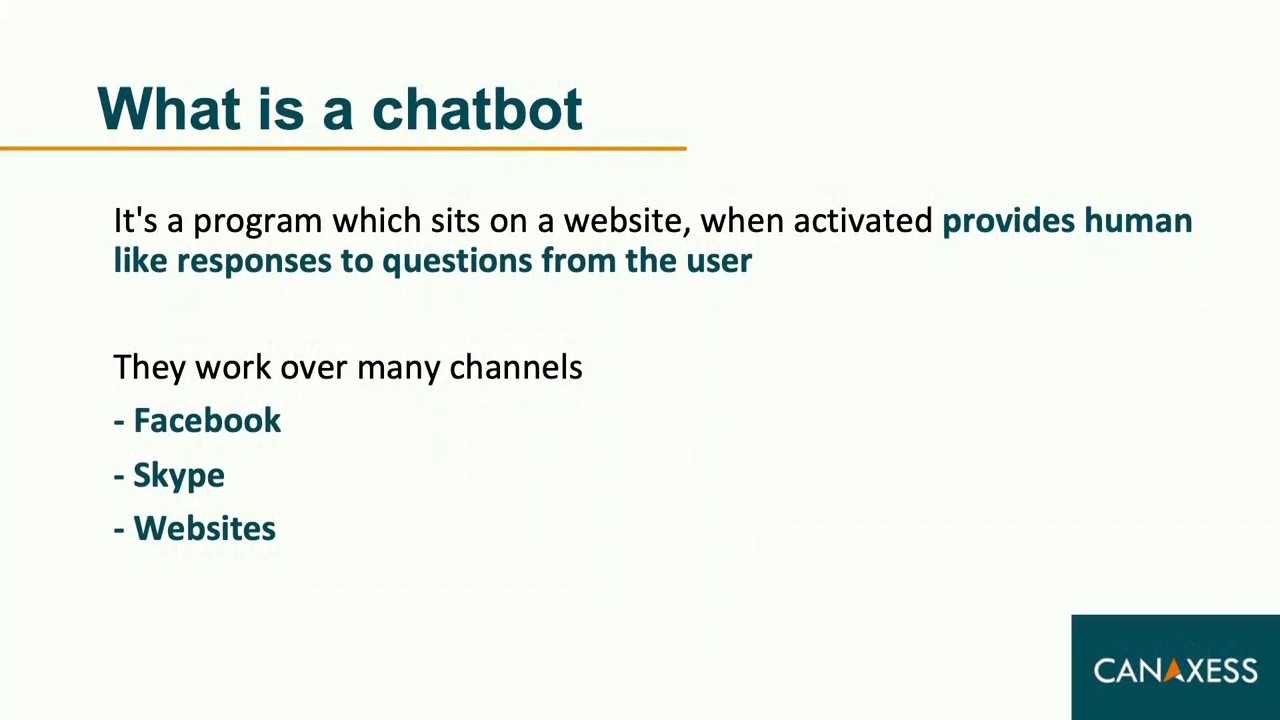 What is a chatbot
It's a program which sits on a website, when activated provides human
like responses to questions from the user
They work over many channels
- Facebook
- Skype
- Websites
CANAXESS